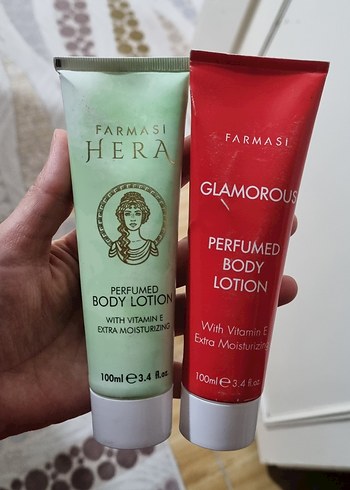 FARMASi
HERA
PERFUMED
BODY LOTION
WITH VITAMIN E
EXTRA MOISTURIZING
100ml e 3.4 fl.oz.
FARMASi
GLAMOROUS
PERFUMED
BODY
LOTION
With Vitamin E
Extra Moisturizing
100ml e 3.4 fl.oz.